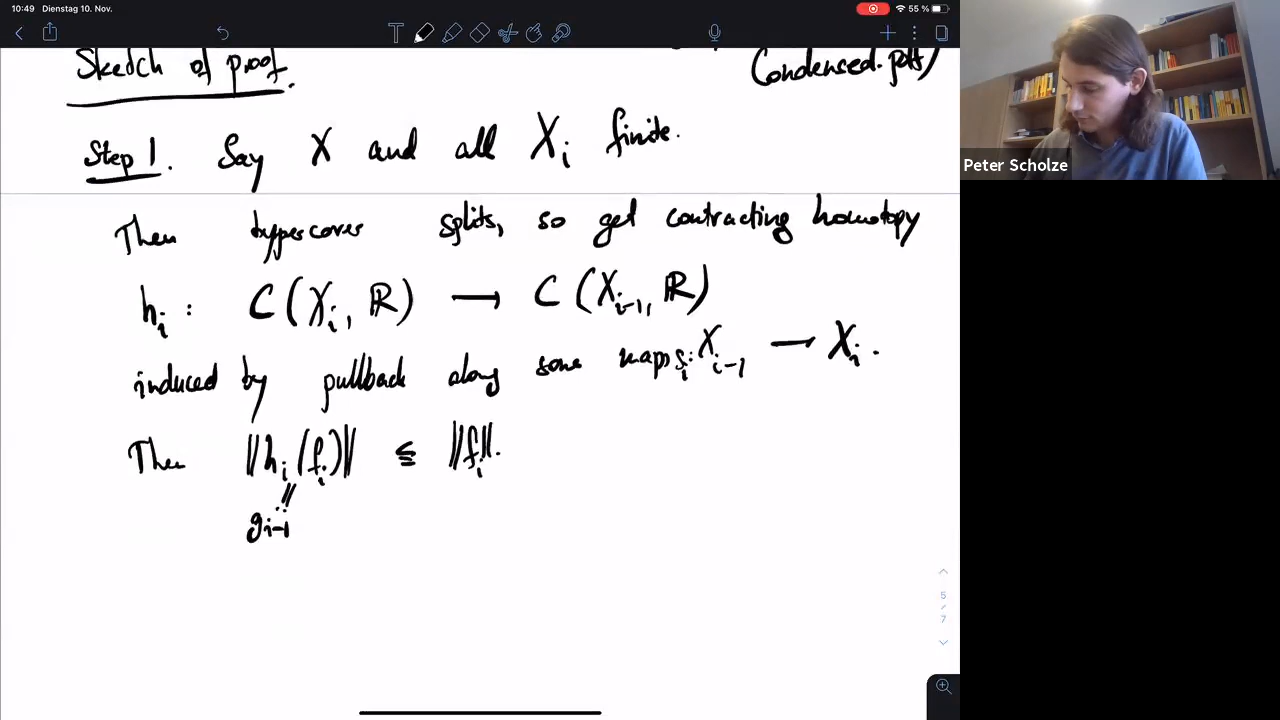 10:49 Dienstag 10. Nov.
55 %
Sketch of proof.
Condensed.pdf)
Step 1. Say X and all X_i finite.
Then hypercover splits, so get contracting homotopy
h_i : C(X_i, ℝ) → C(X_{i-1}, ℝ)
induced by pullback along some maps s_i: X_{i-1} → X_i.
Then ||h_i(f_i)|| ≤ ||f_i||.
g_{i-1}
5
/
7
Peter Scholze